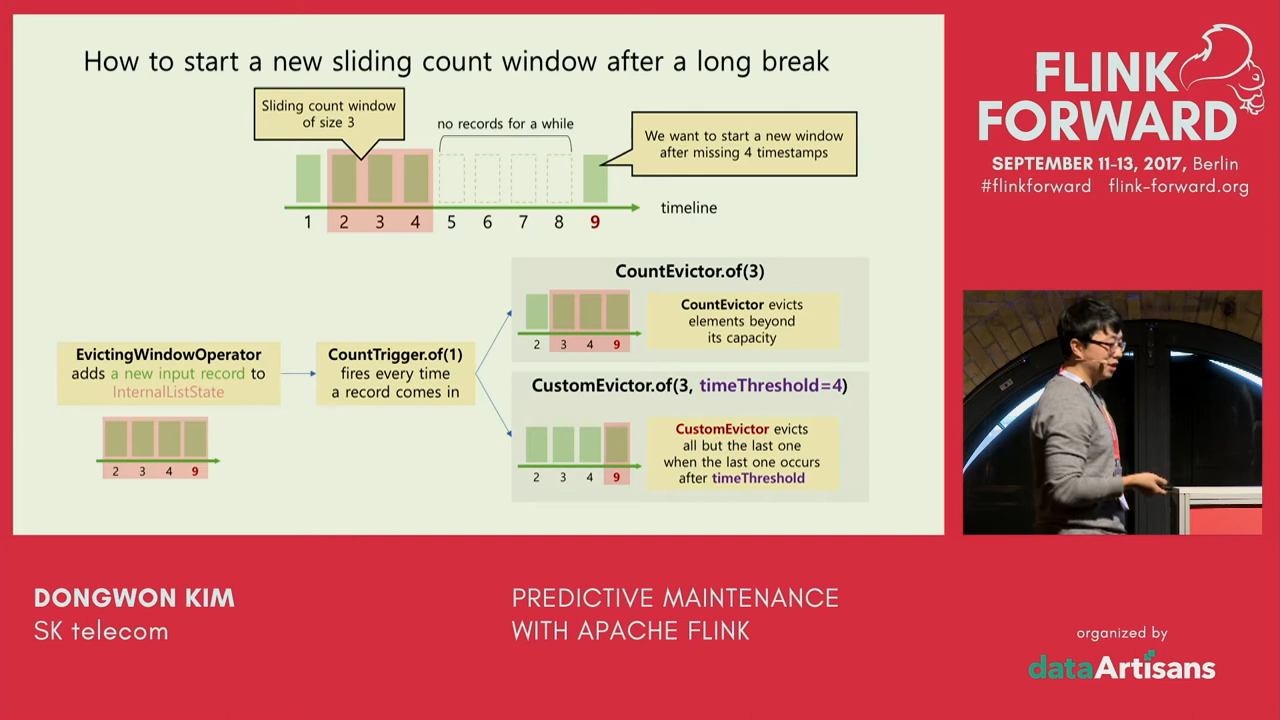 How to start a new sliding count window after a long break
Sliding count window
of size 3
no records for a while
We want to start a new window
after missing 4 timestamps
timeline
1 2 3 4 5 6 7 8 9
CountEvictor.of(3)
CountEvictor evicts
elements beyond
its capacity
2 3 4 9
EvictingWindowOperator
adds a new input record to
InternalListState
2 3 4 9
CountTrigger.of(1)
fires every time
a record comes in
CustomEvictor.of(3, timeThreshold=4)
CustomEvictor evicts
all but the last one
when the last one occurs
after timeThreshold
2 3 4 9
FLINK
FORWARD
SEPTEMBER 11-13, 2017, Berlin
#flinkforward flink-forward.org
DONGWON KIM
SK telecom
PREDICTIVE MAINTENANCE
WITH APACHE FLINK
organized by
dataArtisans